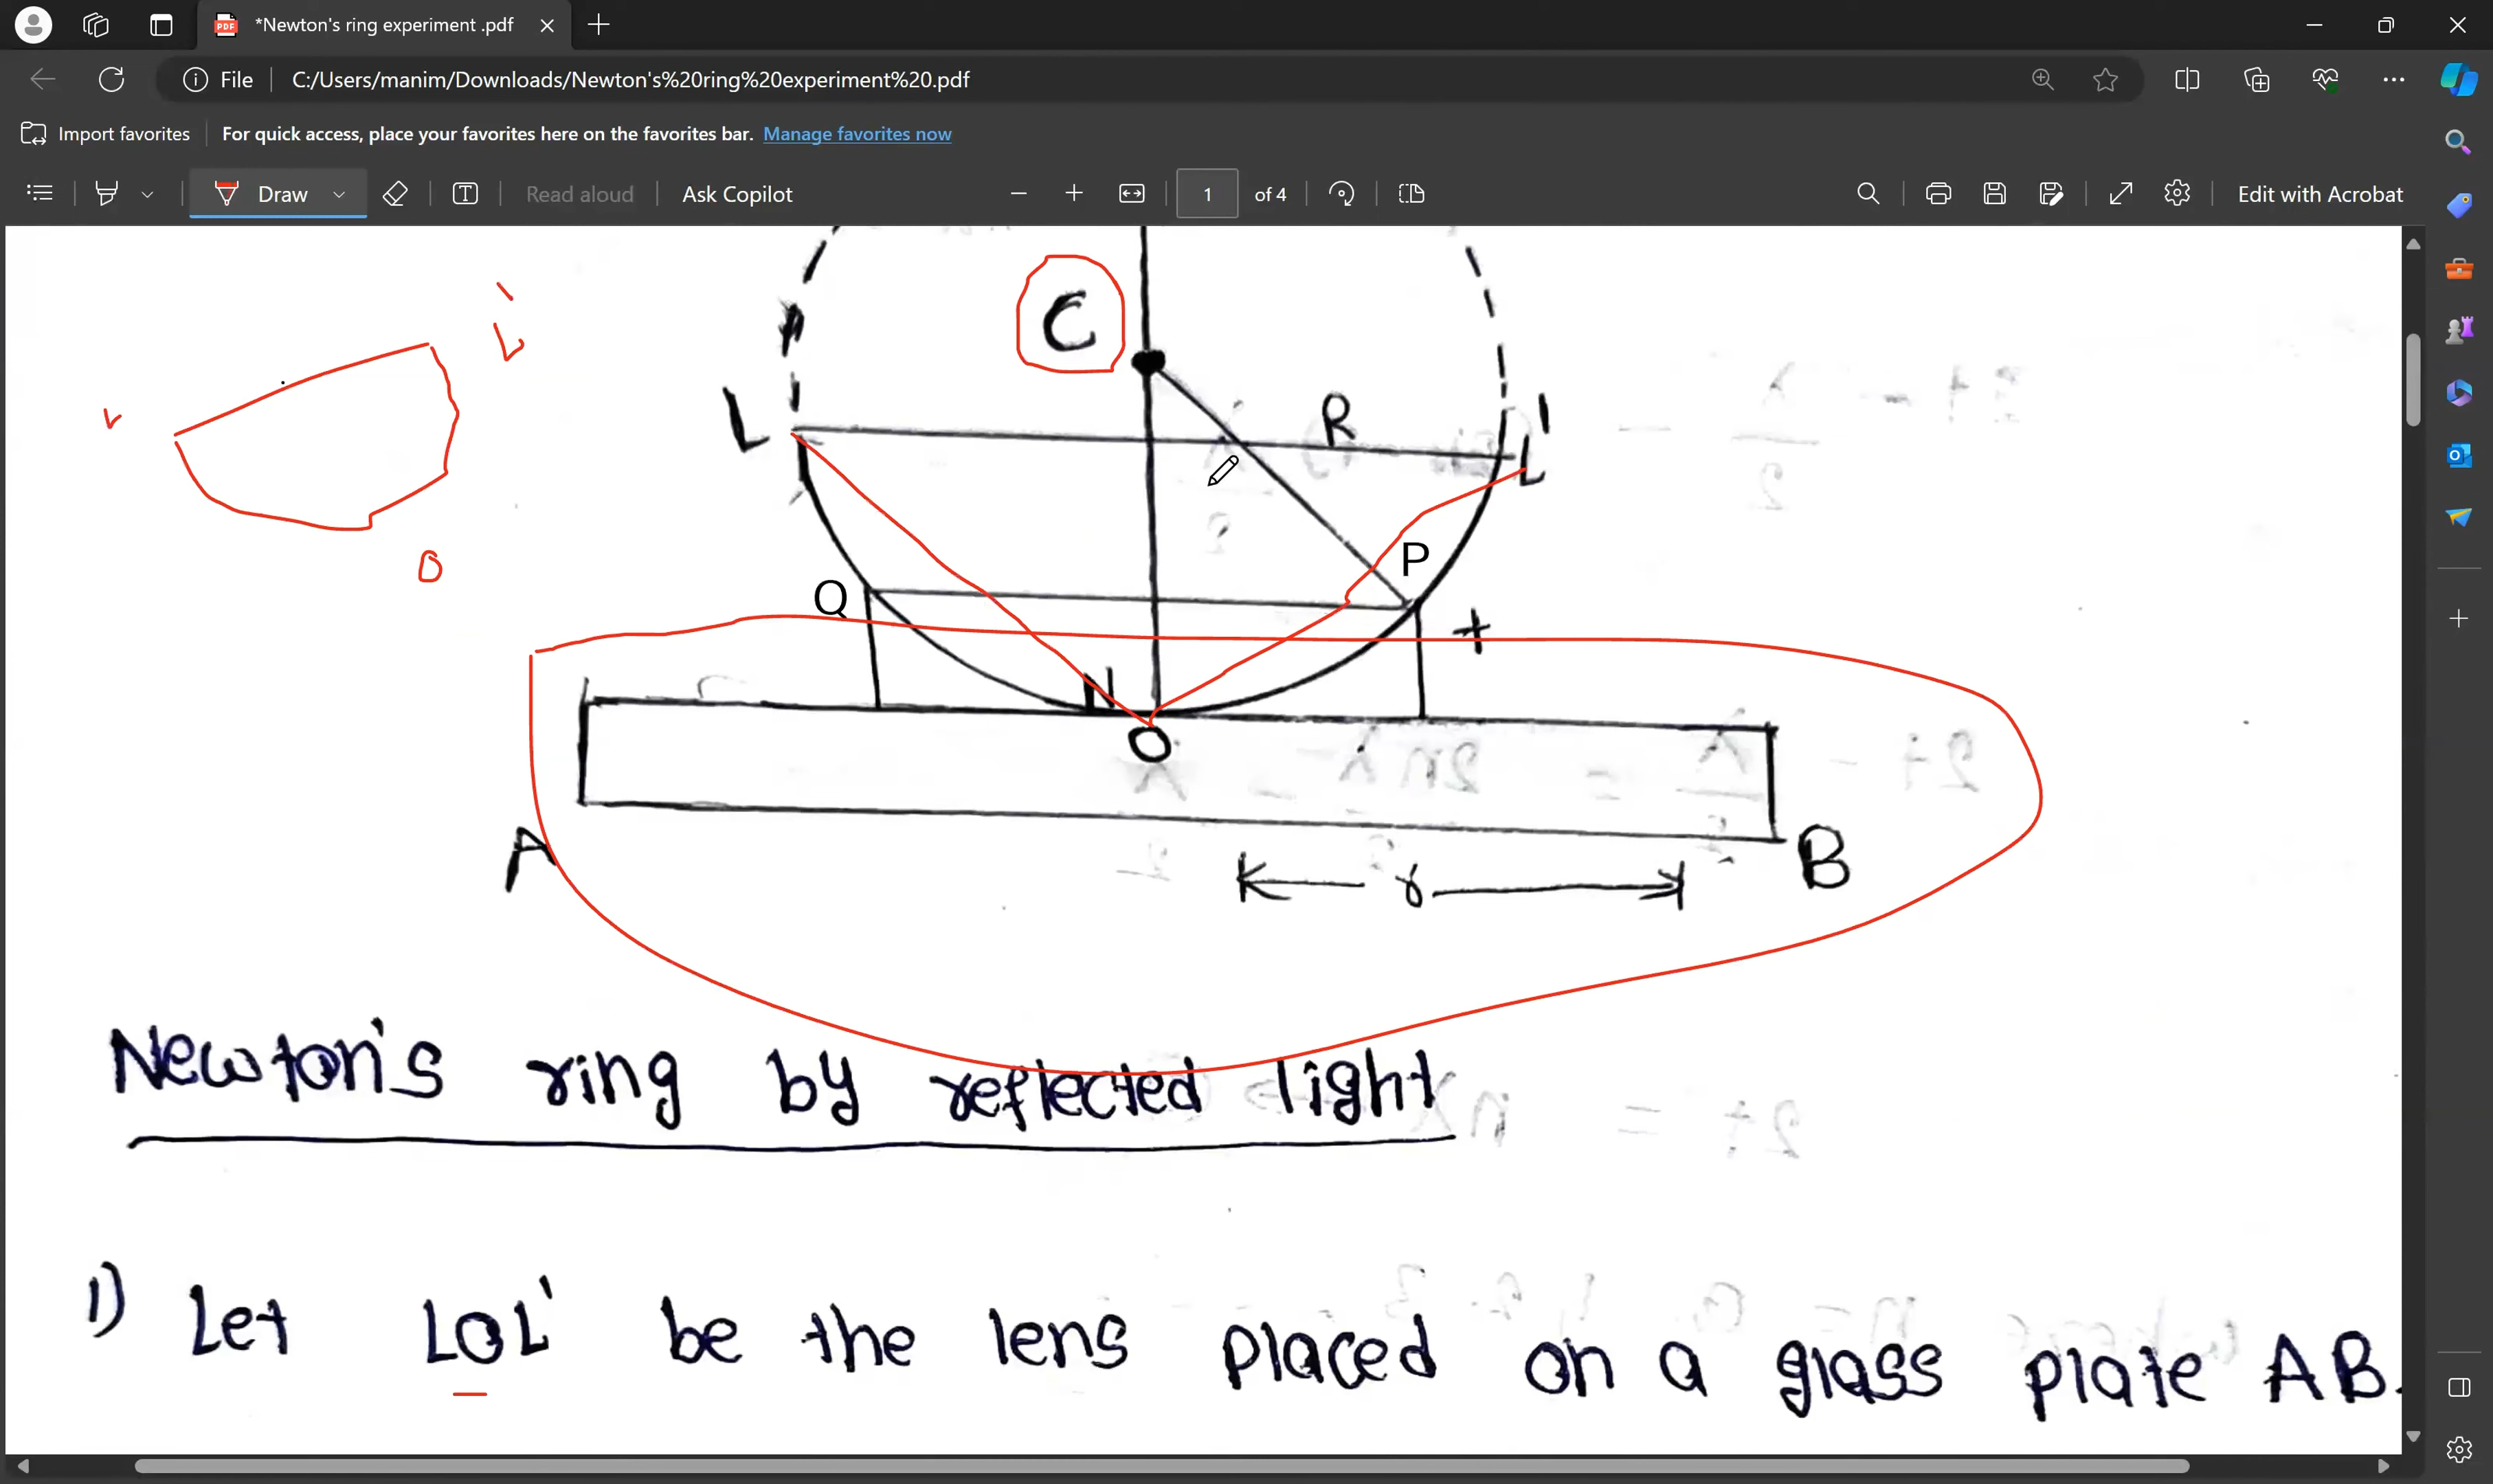 *Newton's ring experiment .pdf
File C:/Users/manim/Downloads/Newton's%20ring%20experiment%20.pdf
Import favorites For quick access, place your favorites here on the favorites bar. Manage favorites now
Draw T Read aloud Ask Copilot 1 of 4 Edit with Acrobat
C
L'
L R L'
P
Q
t
O
N
O
A B
r
Newton's ring by reflected light
1) Let LOL' be the lens placed on a glass plate AB.